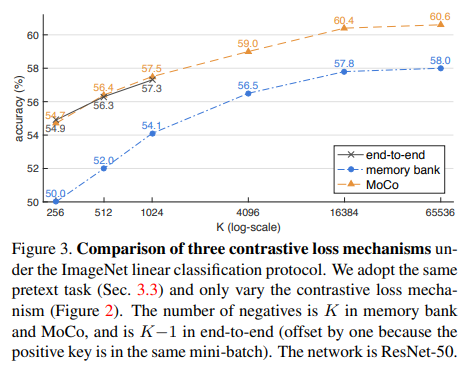 60.6
60.4
60
59.0
58.0
57.8
58
57.5
57.3
56.4
56.5
56.3
56
accuracy (%)
54.7
54.9
54.1
54
52.0
52
50.0
50
end-to-end
memory bank
MoCo
256 512 1024 4096 16384 65536
K (log-scale)
Figure 3. Comparison of three contrastive loss mechanisms un-
der the ImageNet linear classification protocol. We adopt the same
pretext task (Sec. 3.3) and only vary the contrastive loss mecha-
nism (Figure 2). The number of negatives is K in memory bank
and MoCo, and is K−1 in end-to-end (offset by one because the
positive key is in the same mini-batch). The network is ResNet-50.